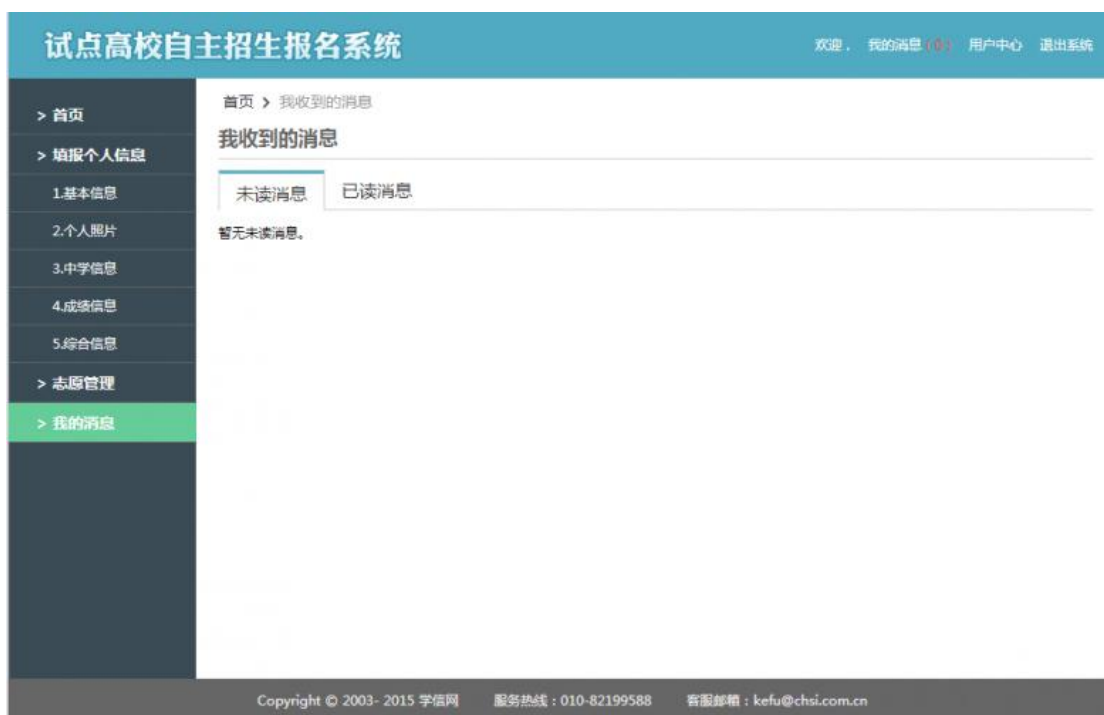 试点高校自主招生报名系统
欢迎， 我的消息(0) 用户中心 退出系统
> 首页
> 填报个人信息
1.基本信息
2.个人照片
3.中学信息
4.成绩信息
5.综合信息
> 志愿管理
> 我的消息
首页 > 我收到的消息
我收到的消息
未读消息 已读消息
暂无未读消息。
Copyright © 2003- 2015 学信网 服务热线：010-82199588 客服邮箱：kefu@chsi.com.cn